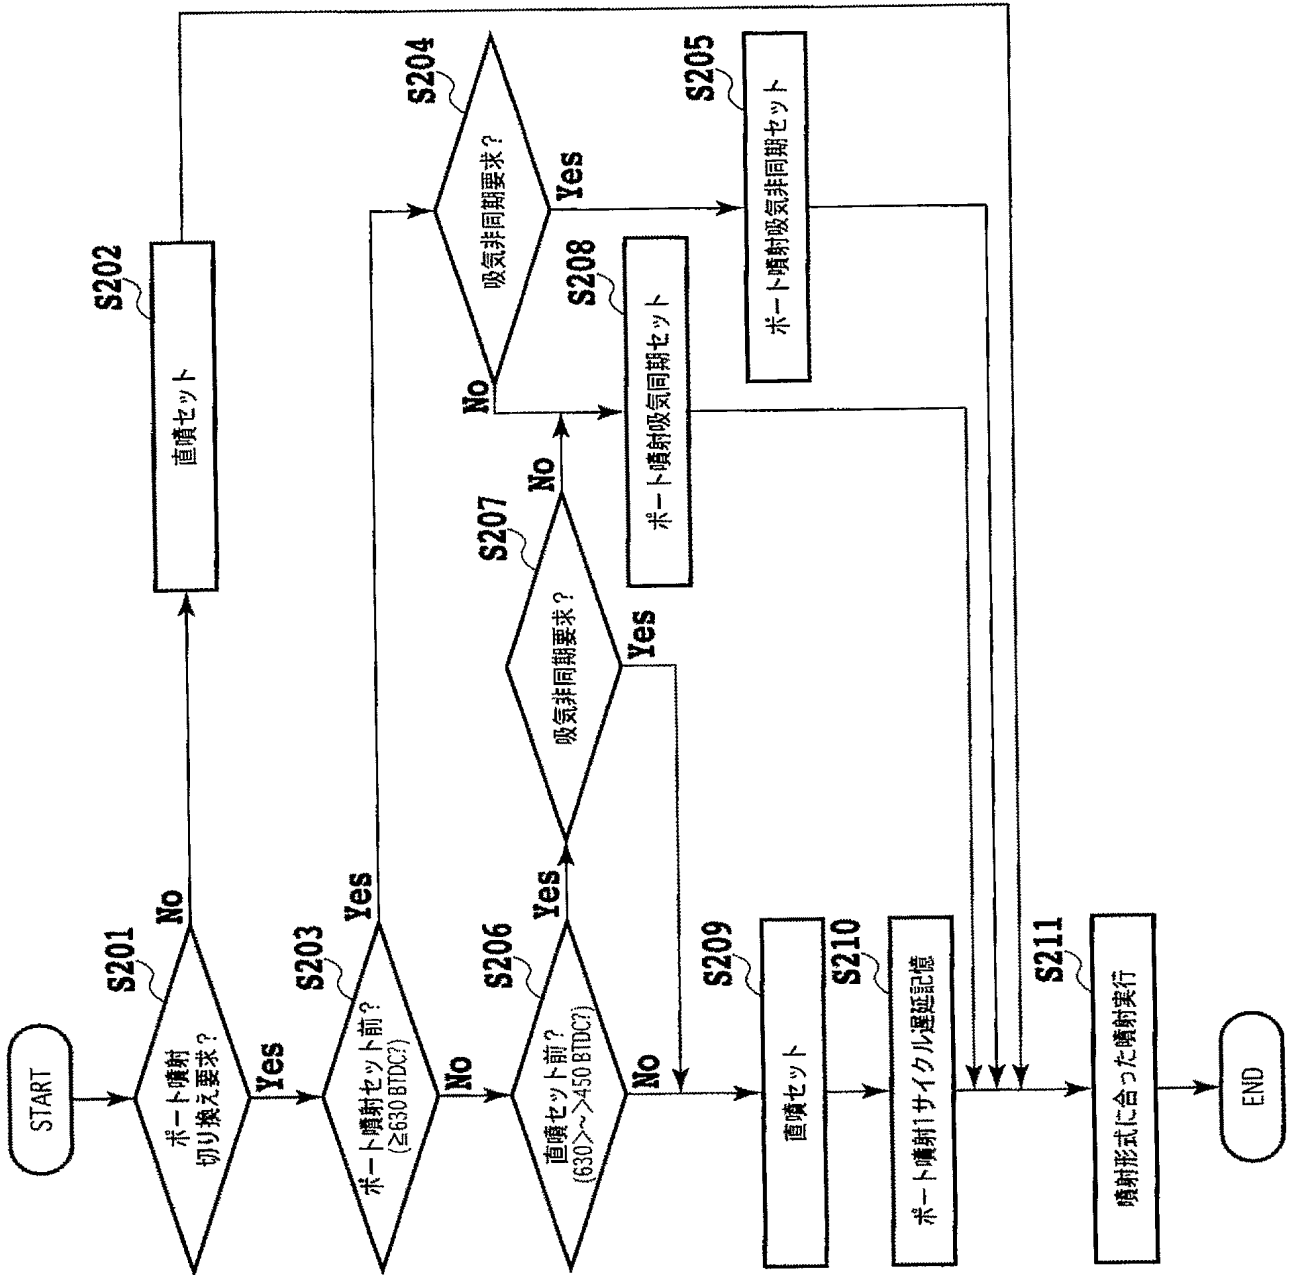 START
S201
ポート噴射
切り換え要求？
No
Yes
S202
直噴セット
S203
ポート噴射セット前？
(≧630 BTDC?)
Yes
No
S204
吸気非同期要求？
No
Yes
S205
ポート噴射吸気非同期セット
S206
直噴セット前？
(630＞～＞450 BTDC?)
Yes
No
S207
吸気非同期要求？
No
Yes
S208
ポート噴射吸気同期セット
S209
直噴セット
S210
ポート噴射1サイクル遅延記憶
S211
噴射形式に合った噴射実行
END